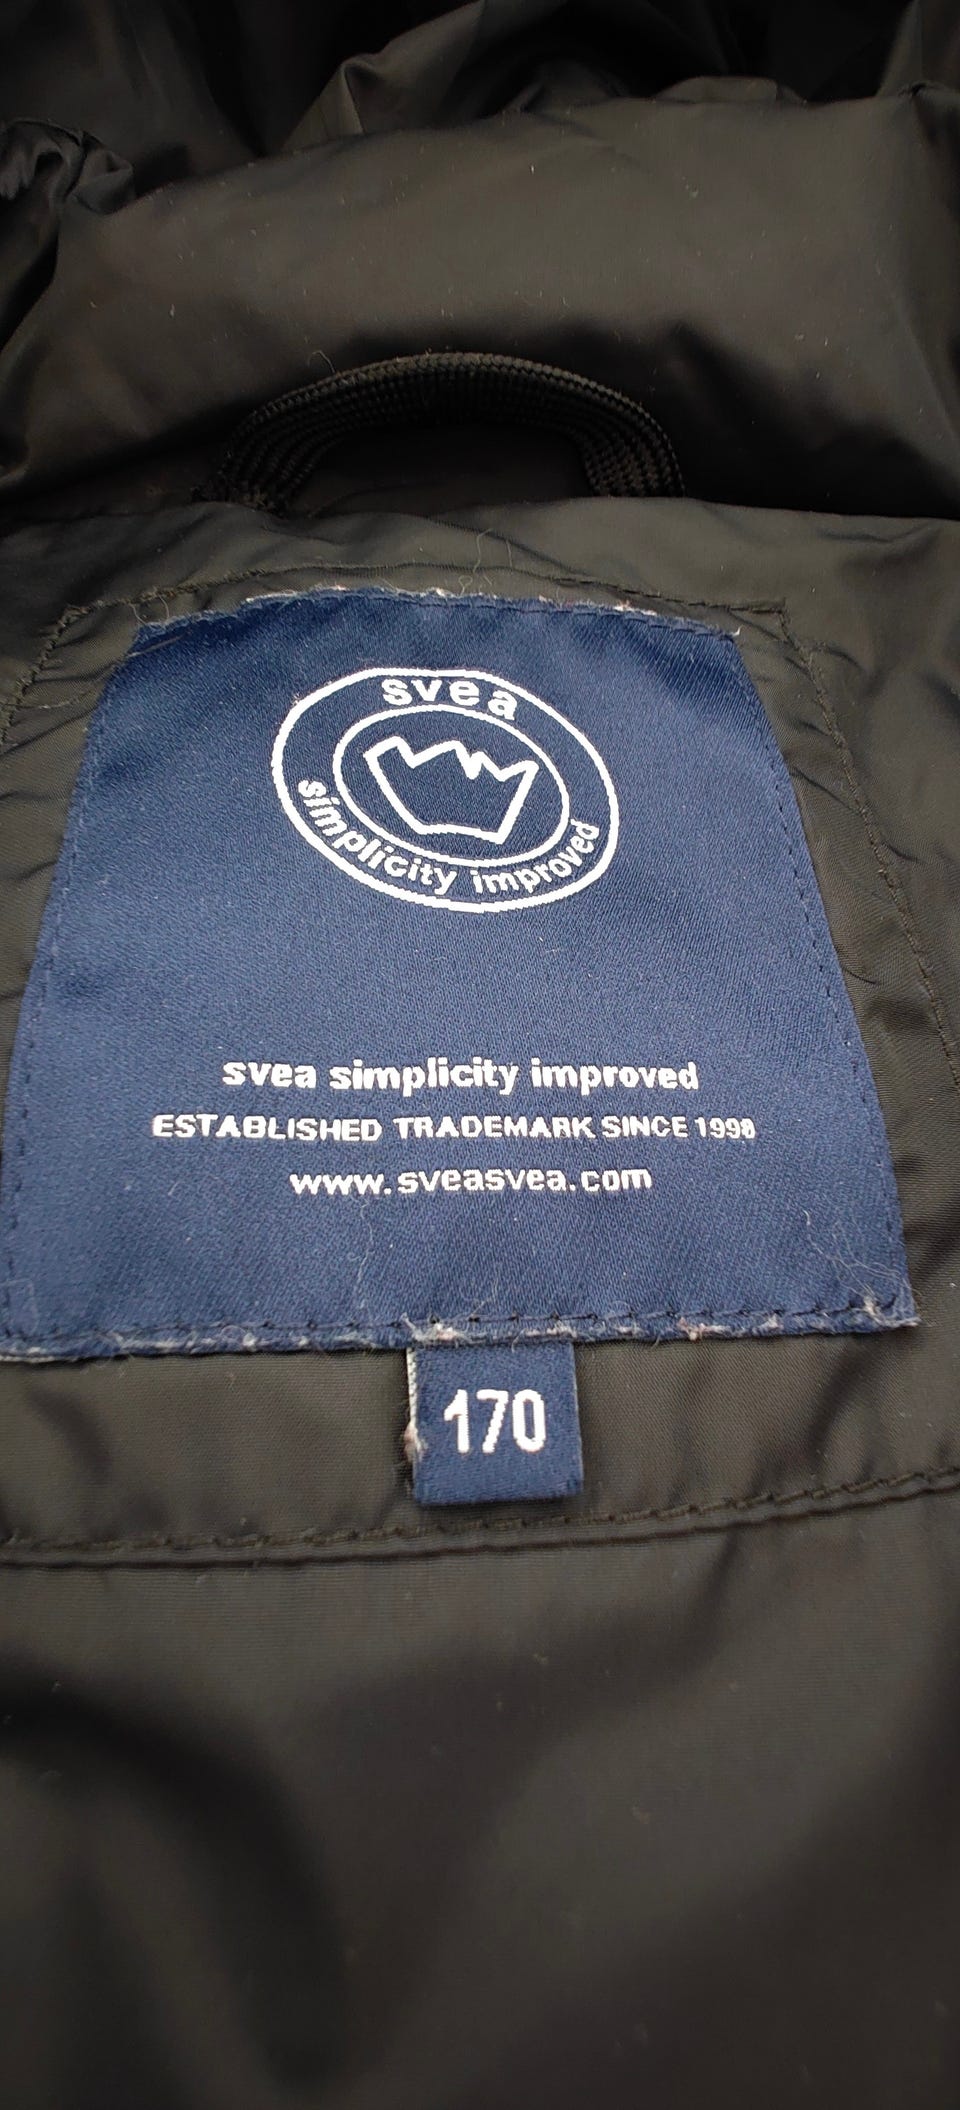 svea
simplicity improved
svea simplicity improved
ESTABLISHED TRADEMARK SINCE 1998
www.sveasvea.com
170